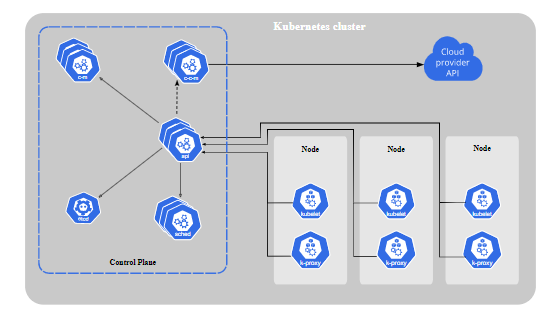 Kubernetes cluster
c-m
c-c-m
Cloud
provider
API
api
Node
Node
Node
kubelet
kubelet
kubelet
etcd
sched
k-proxy
k-proxy
k-proxy
Control Plane